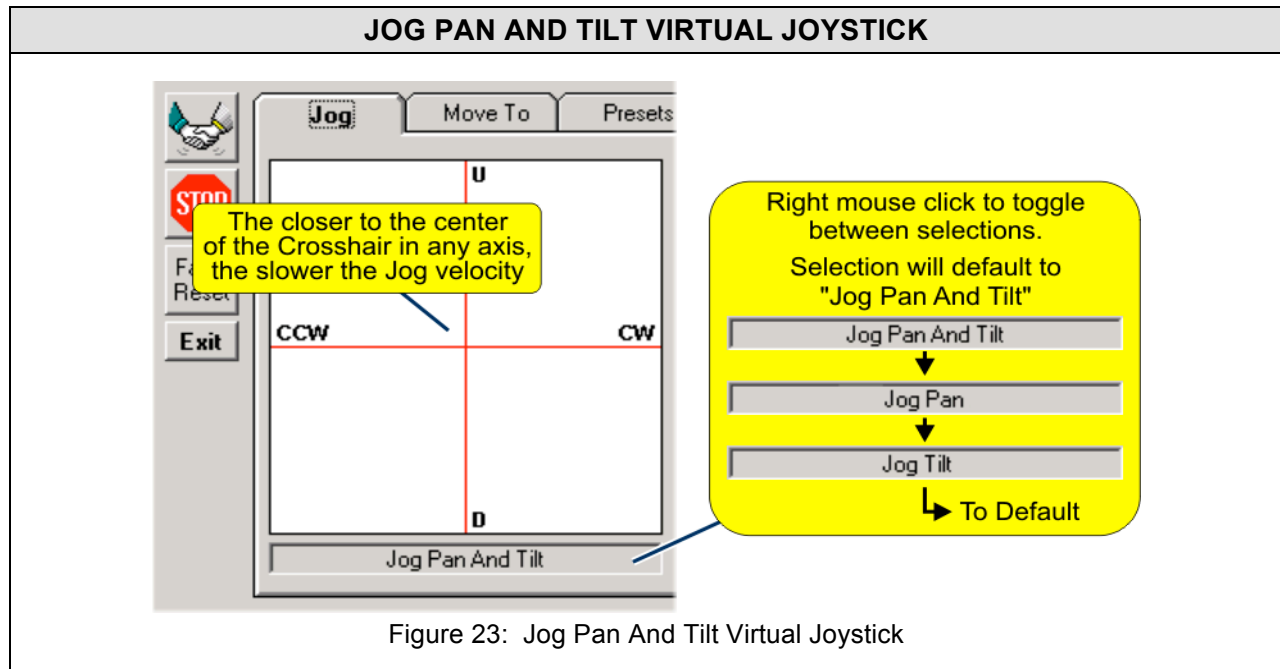 JOG PAN AND TILT VIRTUAL JOYSTICK
Jog
Move To
Presets
STOP
U
The closer to the center
of the Crosshair in any axis,
the slower the Jog velocity
Reset
Exit
CCW
CW
D
Jog Pan And Tilt
Right mouse click to toggle
between selections.
Selection will default to
"Jog Pan And Tilt"
Jog Pan And Tilt
Jog Pan
Jog Tilt
To Default
Figure 23: Jog Pan And Tilt Virtual Joystick